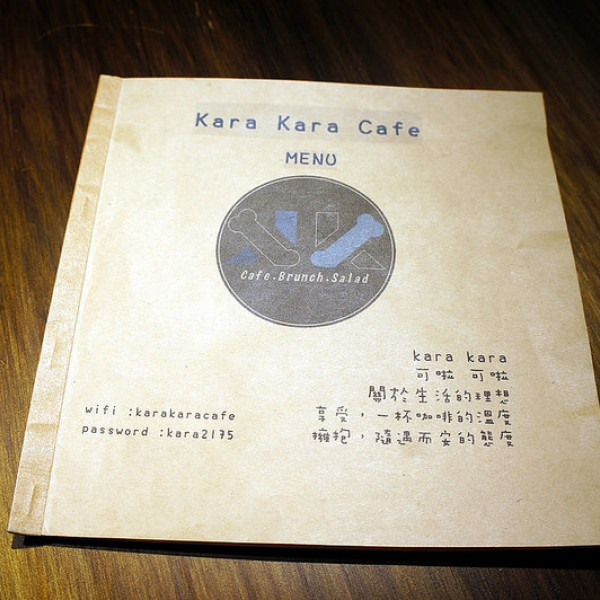 Kara Kara Cafe
MENU
Cafe.Brunch.Salad
kara kara
可啦 可啦
關於生活的理想
享受，一杯咖啡的溫度
擁抱，隨遇而安的態度
wifi :karakaracafe
password :kara2175